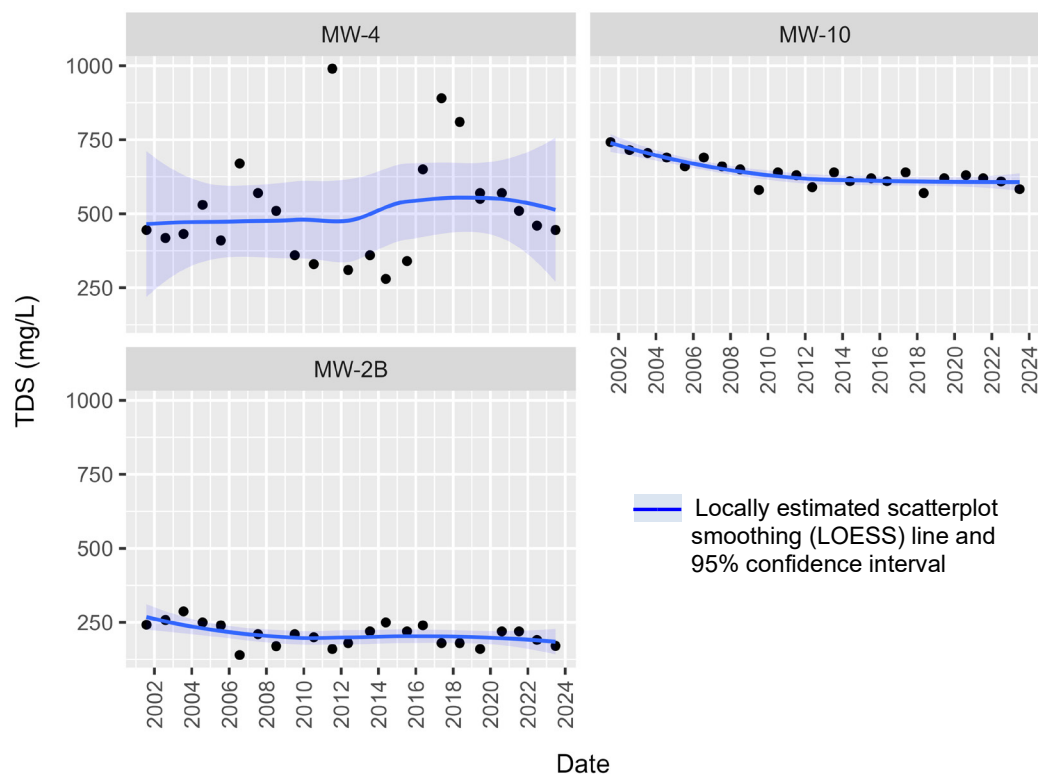 MW-4
MW-10
1000
750
500
250
2002 2004 2006 2008 2010 2012 2014 2016 2018 2020 2022 2024
MW-2B
1000
750
500
250
2002 2004 2006 2008 2010 2012 2014 2016 2018 2020 2022 2024
TDS (mg/L)
Date
Locally estimated scatterplot
smoothing (LOESS) line and
95% confidence interval